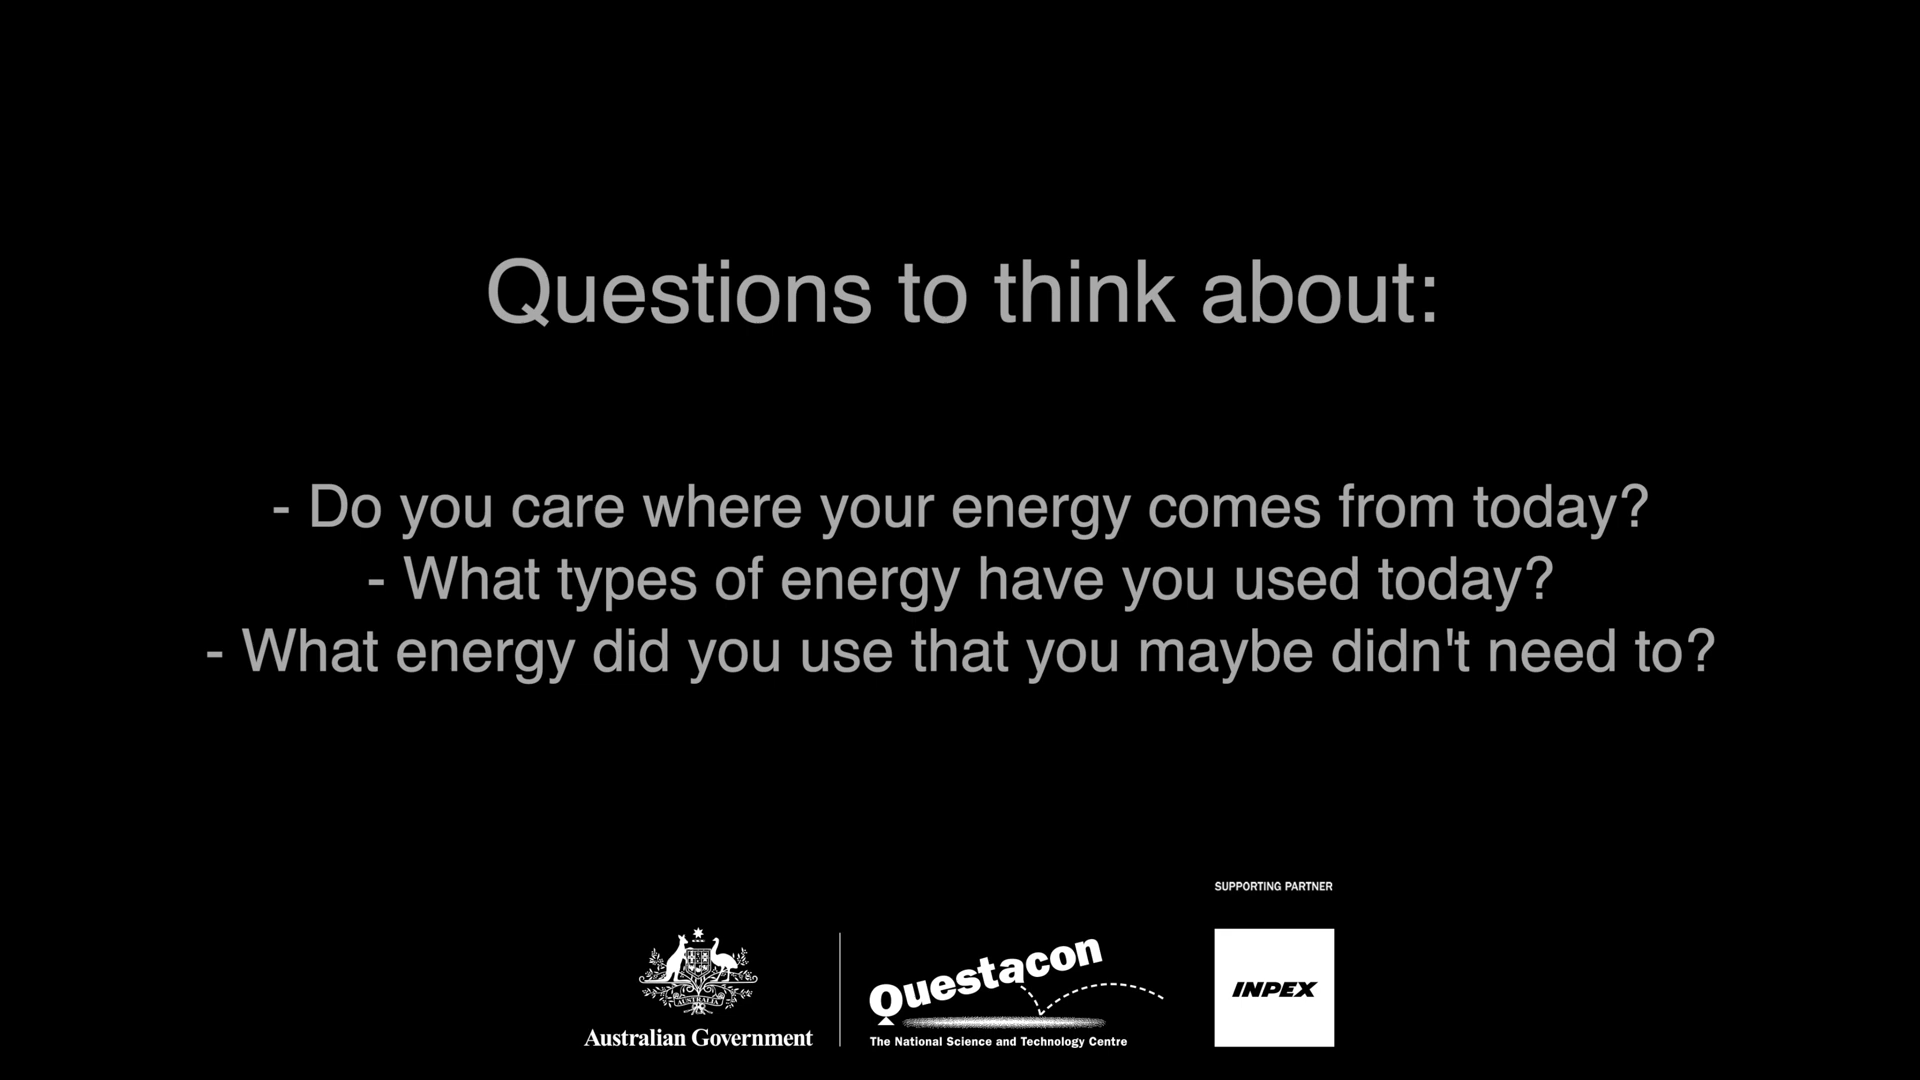 Questions to think about:
- Do you care where your energy comes from today?
- What types of energy have you used today?
- What energy did you use that you maybe didn't need to?
SUPPORTING PARTNER
AUSTRALIA
Australian Government
Questacon
The National Science and Technology Centre
INPEX